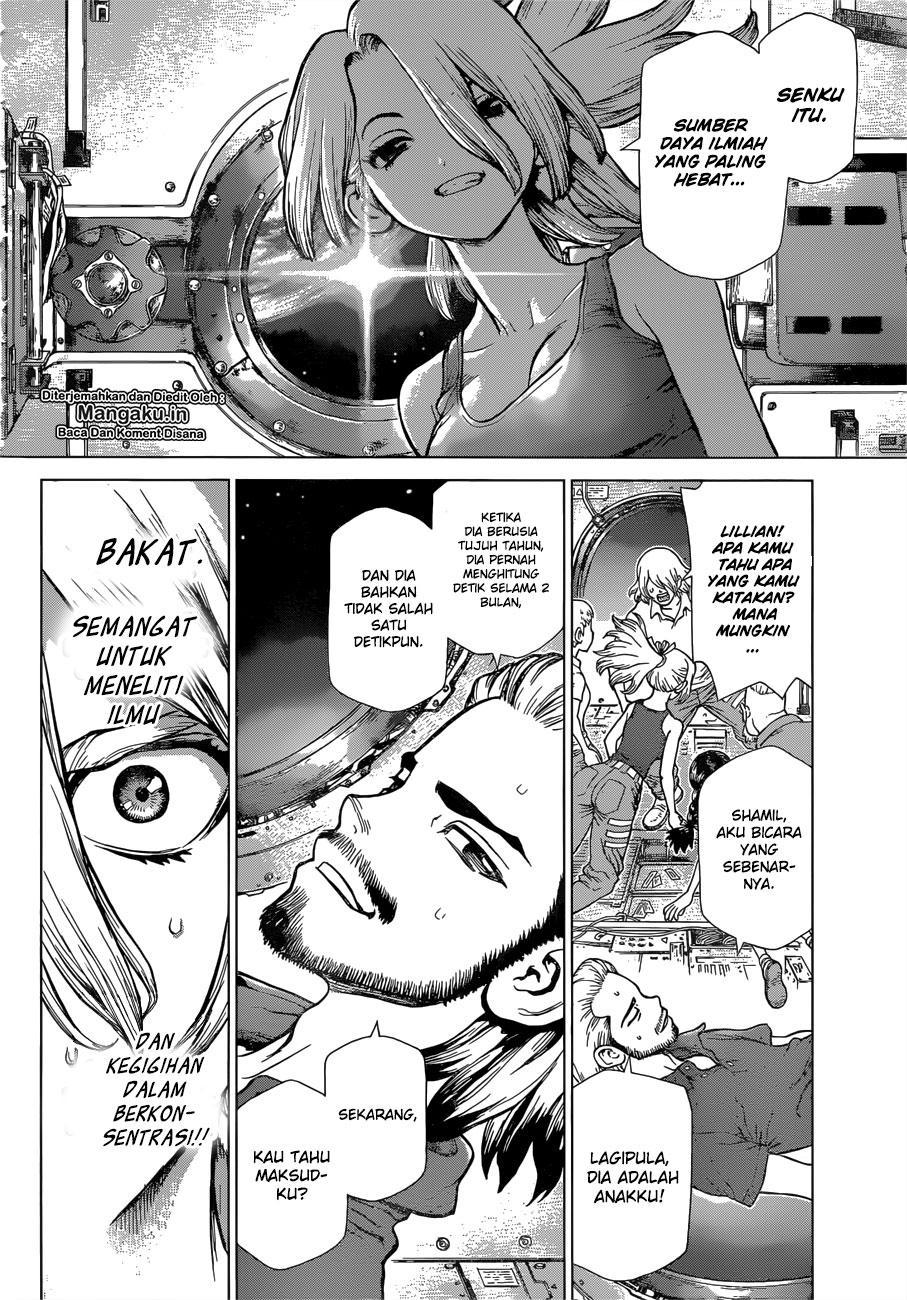 SENKU
ITU.
SUMBER
DAYA ILMIAH
YANG PALING
HEBAT...
Diterjemahkan dan Diedit Oleh :
Mangaku.in
Baca Dan Koment Disana
LILLIAN!
APA KAMU
TAHU APA
YANG KAMU
KATAKAN?
MANA
MUNGKIN
...
SHAMIL,
AKU BICARA
YANG
SEBENAR-
NYA.
LAGIPULA,
DIA ADALAH
ANAKKU!
KETIKA
DIA BERUSIA
TUJUH TAHUN,
DIA PERNAH
MENGHITUNG
DETIK SELAMA 2
BULAN,
DAN DIA
BAHKAN
TIDAK SALAH
SATU
DETIKPUN.
SEKARANG,
KAU TAHU
MAKSUD-
KU?
BAKAT.
SEMANGAT
UNTUK
MENELITI
ILMU
DAN
KEGIGIHAN
DALAM
BERKON-
SENTRASI!!